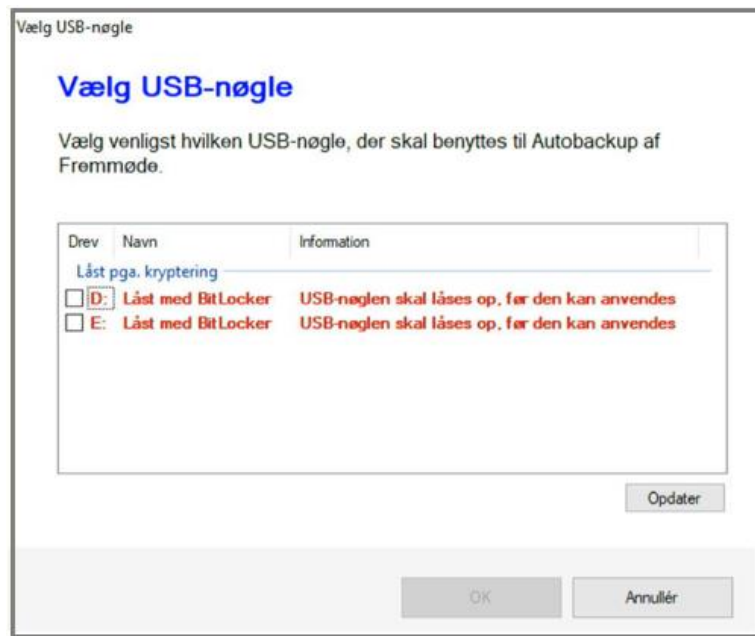 Vælg USB-nøgle
Vælg USB-nøgle
Vælg venligst hvilken USB-nøgle, der skal benyttes til Autobackup af
Fremmøde.
Drev Navn Information
Låst pga. kryptering
D: Låst med BitLocker USB-nøglen skal låses op, før den kan anvendes
E: Låst med BitLocker USB-nøglen skal låses op, før den kan anvendes
Opdater
OK Annullér